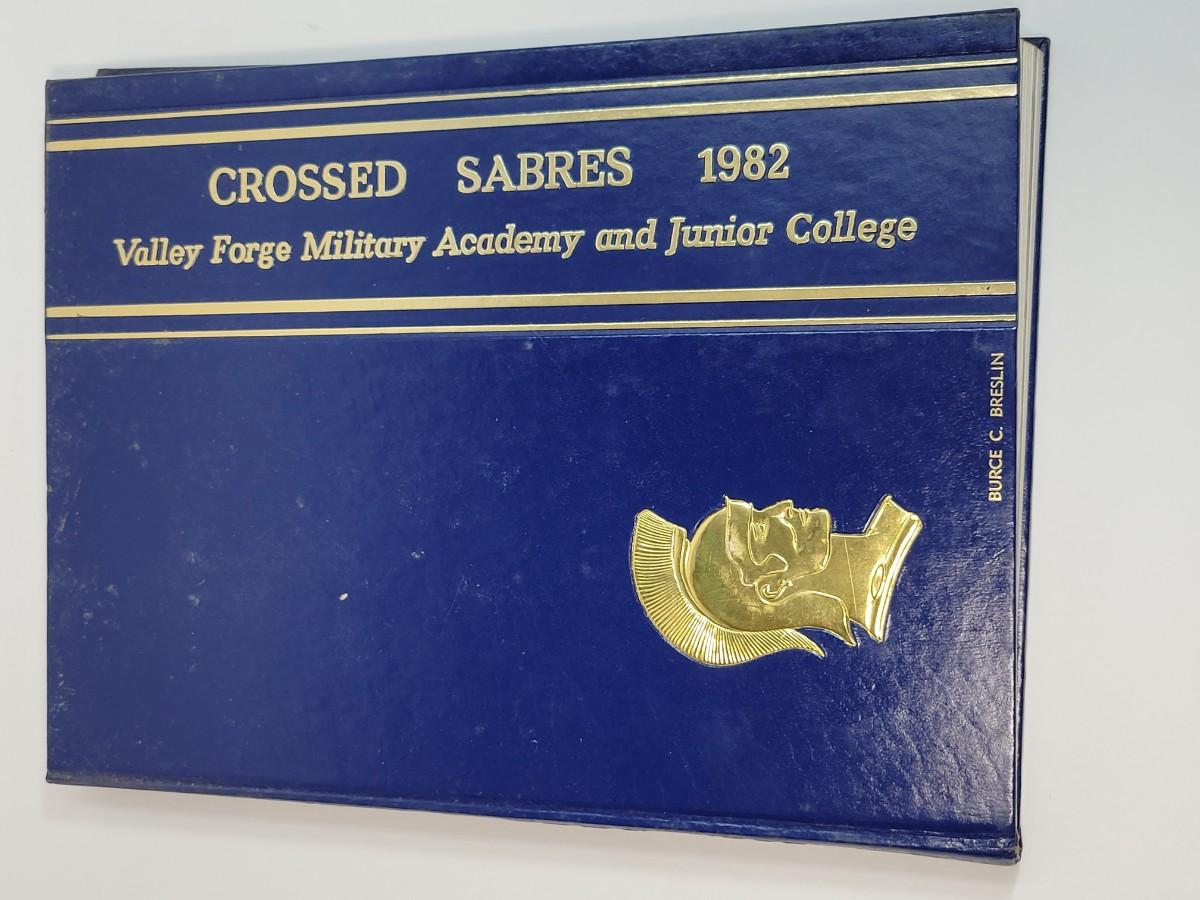 CROSSED SABRES 1982
Valley Forge Military Academy and Junior College
BURCE C. BRESLIN